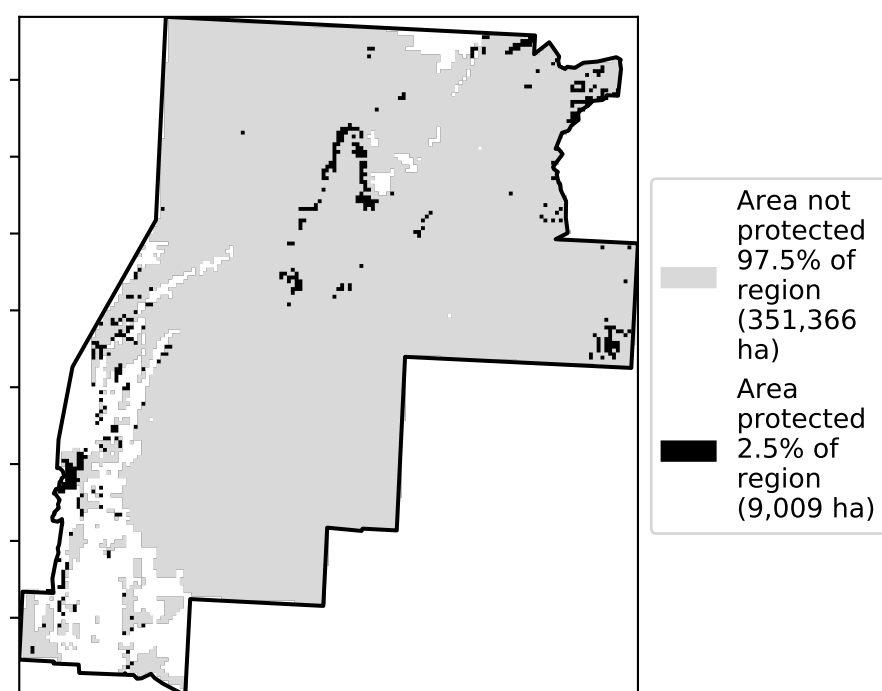 Area not
protected
97.5% of
region
(351,366
ha)
Area
protected
2.5% of
region
(9,009 ha)